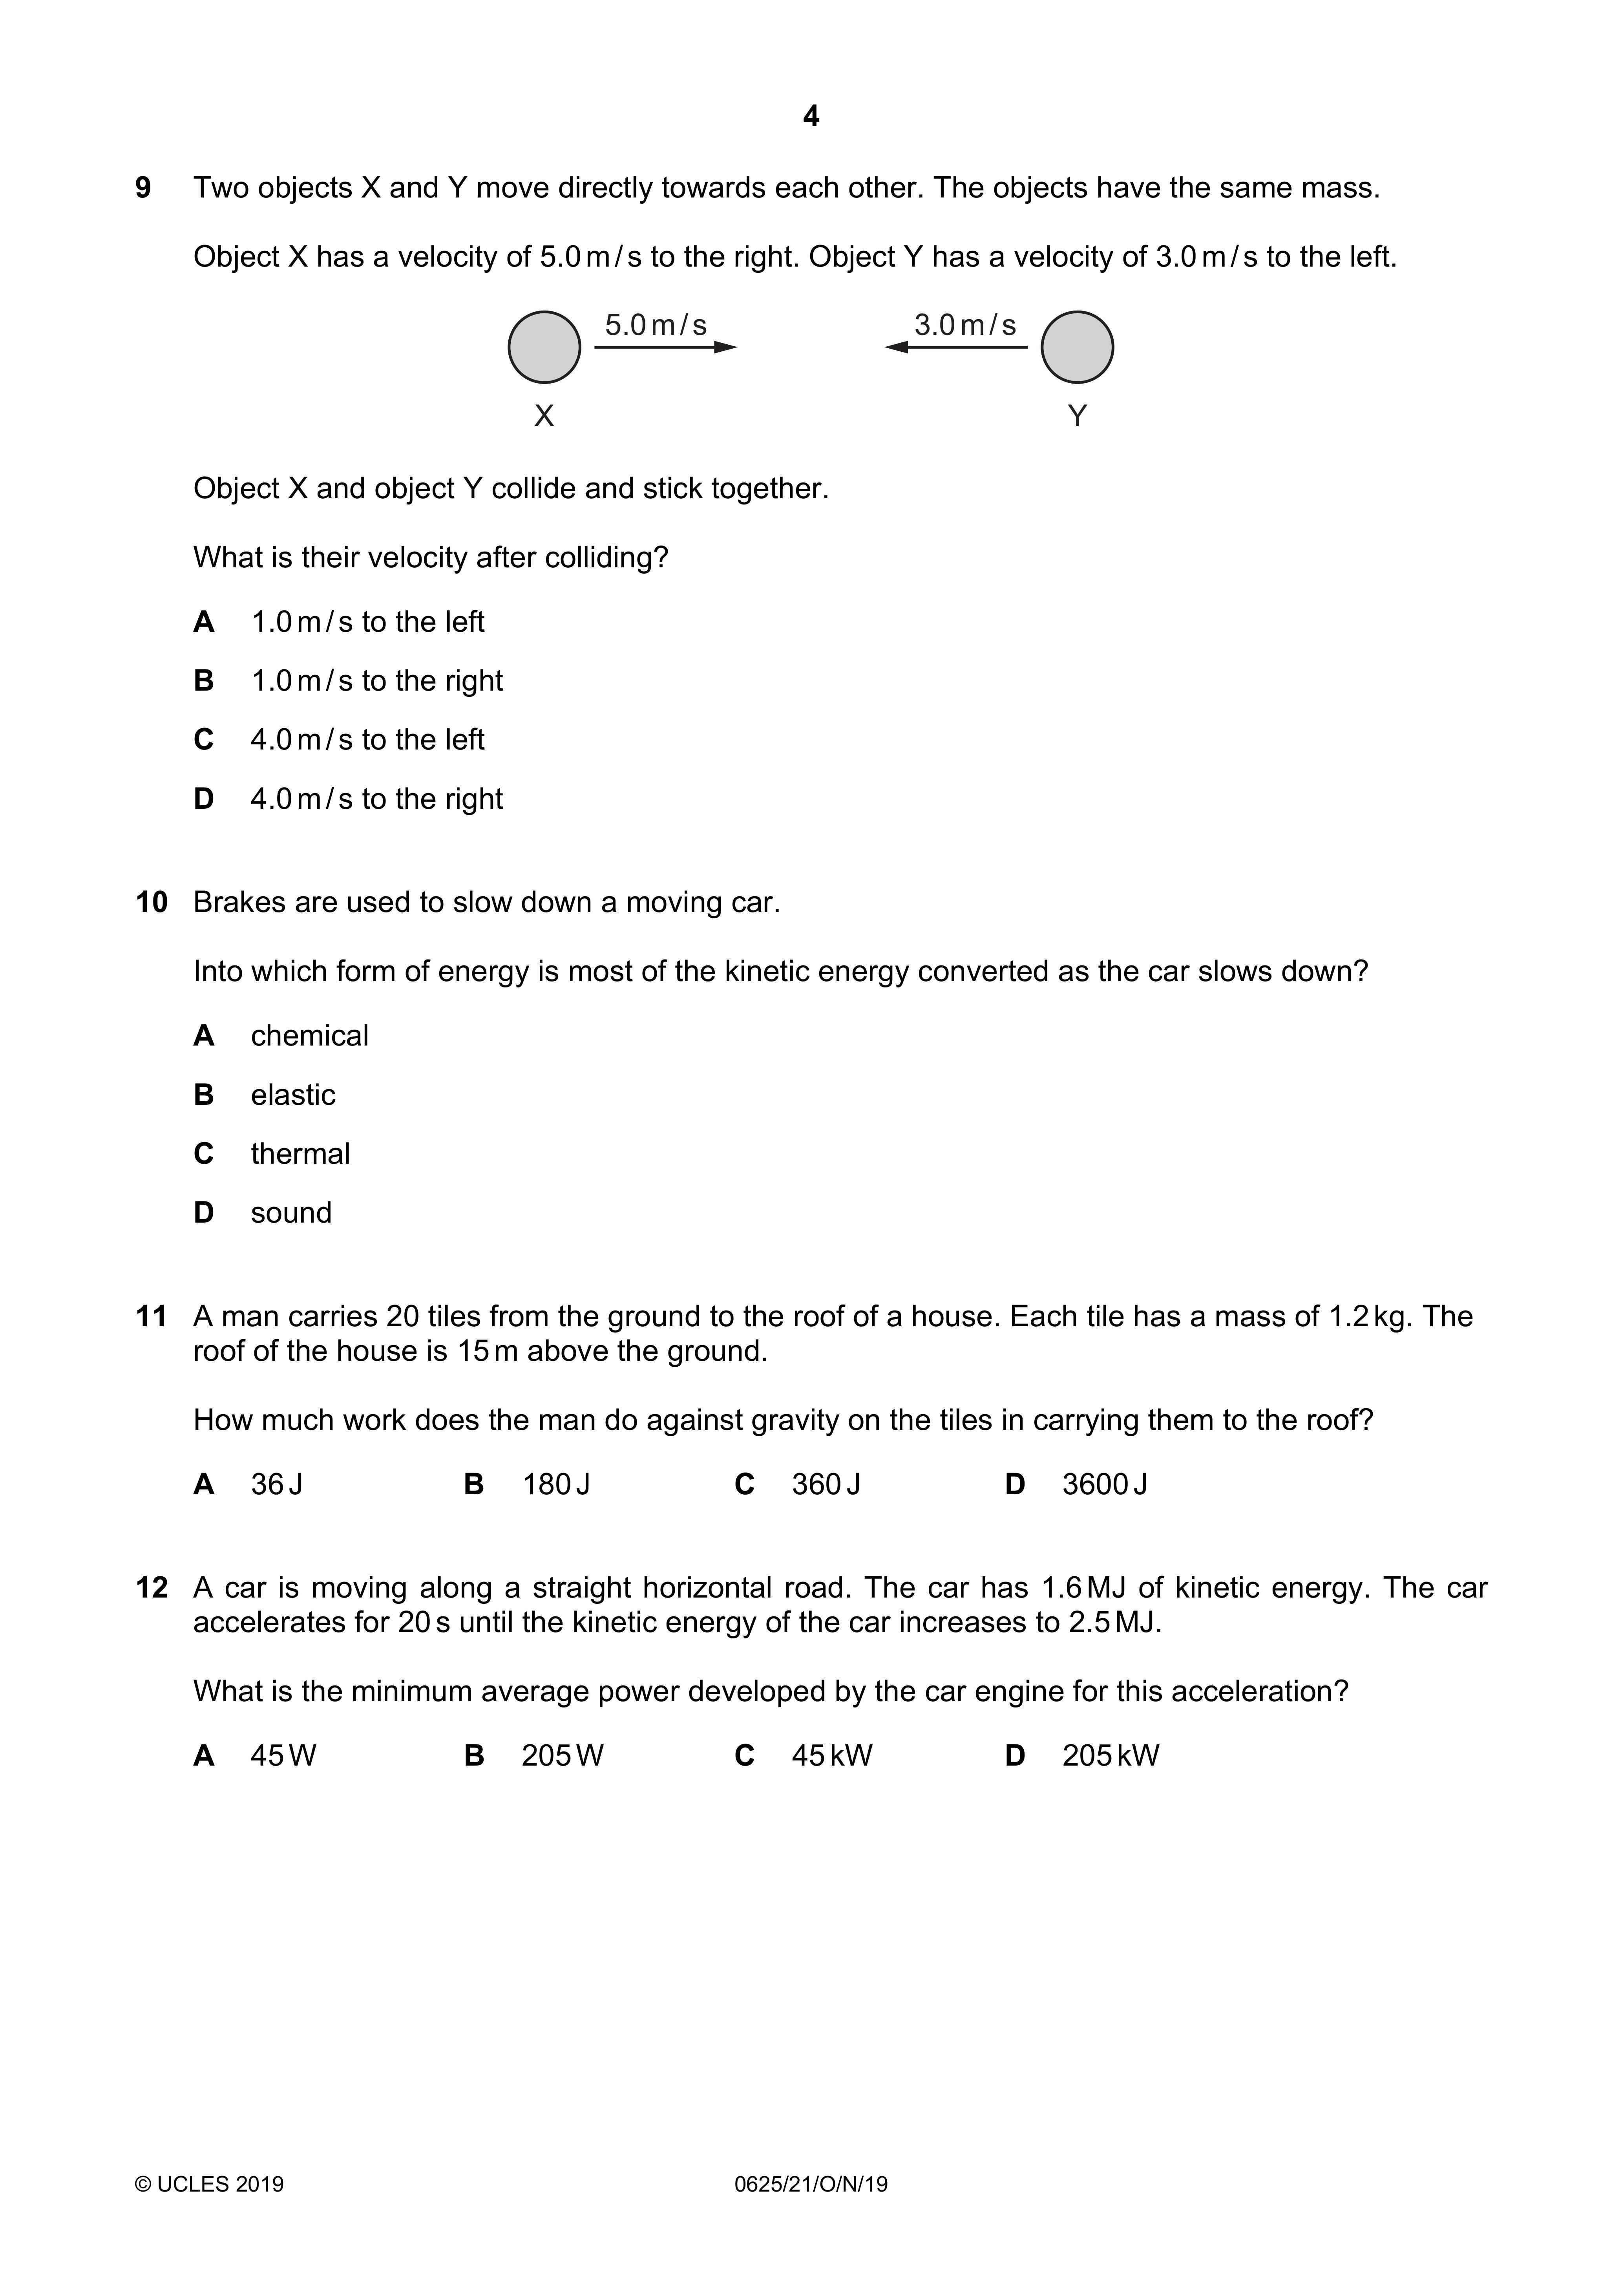 4
9 Two objects X and Y move directly towards each other. The objects have the same mass.
Object X has a velocity of 5.0 m / s to the right. Object Y has a velocity of 3.0 m / s to the left.
5.0 m / s 3.0 m / s
X Y
Object X and object Y collide and stick together.
What is their velocity after colliding?
A 1.0 m / s to the left
B 1.0 m / s to the right
C 4.0 m / s to the left
D 4.0 m / s to the right
10 Brakes are used to slow down a moving car.
Into which form of energy is most of the kinetic energy converted as the car slows down?
A chemical
B elastic
C thermal
D sound
11 A man carries 20 tiles from the ground to the roof of a house. Each tile has a mass of 1.2 kg. The
roof of the house is 15 m above the ground.
How much work does the man do against gravity on the tiles in carrying them to the roof?
A 36 J B 180 J C 360 J D 3600 J
12 A car is moving along a straight horizontal road. The car has 1.6 MJ of kinetic energy. The car
accelerates for 20 s until the kinetic energy of the car increases to 2.5 MJ.
What is the minimum average power developed by the car engine for this acceleration?
A 45 W B 205 W C 45 kW D 205 kW
© UCLES 2019 0625/21/O/N/19